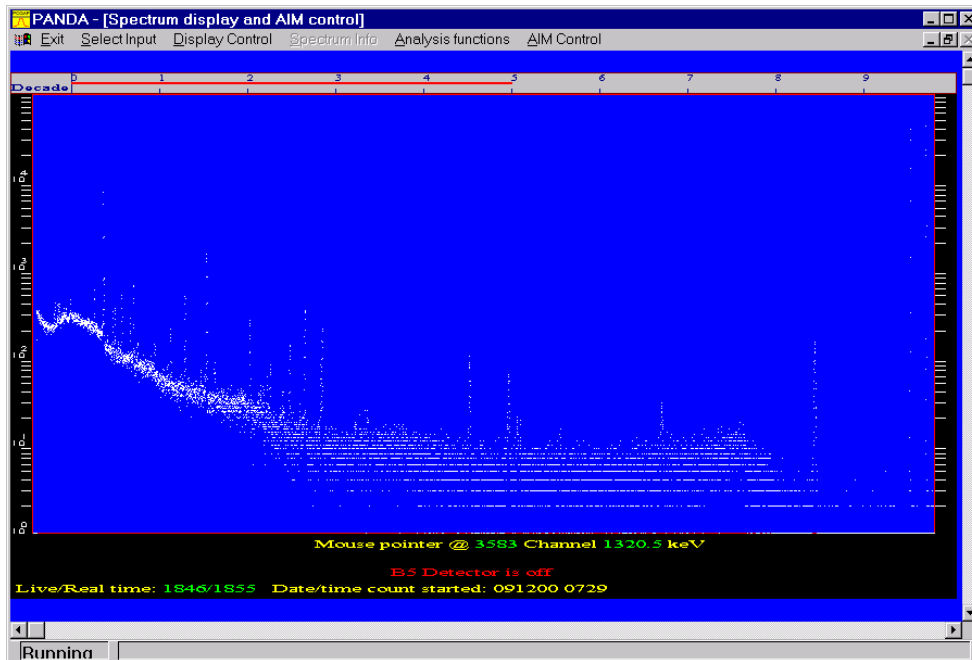 PANDA - [Spectrum display and AIM control]
Exit Select Input Display Control Spectrum Info Analysis functions AIM Control
0 1 2 3 4 5 6 7 8 9
Decade
Mouse pointer @ 3583 Channel 1320.5 keV
B5 Detector is off
Live/Real time: 1846/1855 Date/time count started: 091200 0729
Running